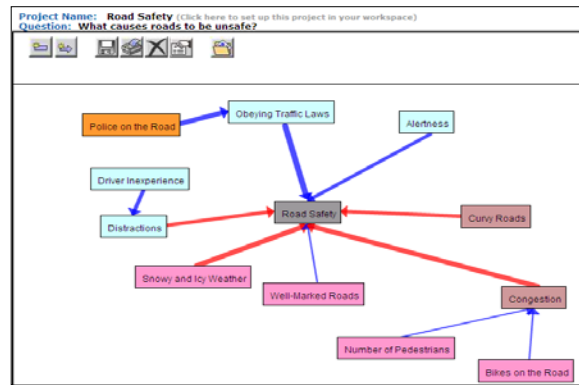 Project Name: Road Safety (Click here to set up this project in your workspace)
Question: What causes roads to be unsafe?
Obeying Traffic Laws
Police on the Road
Alertness
Driver Inexperience
Road Safety
Curvy Roads
Distractions
Snowy and Icy Weather
Well-Marked Roads
Congestion
Number of Pedestrians
Bikes on the Road